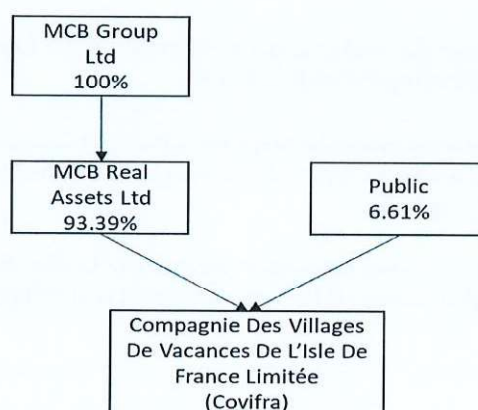 MCB Group
Ltd
100%
MCB Real
Assets Ltd
93.39%
Public
6.61%
Compagnie Des Villages
De Vacances De L'Isle De
France Limitée
(Covifra)